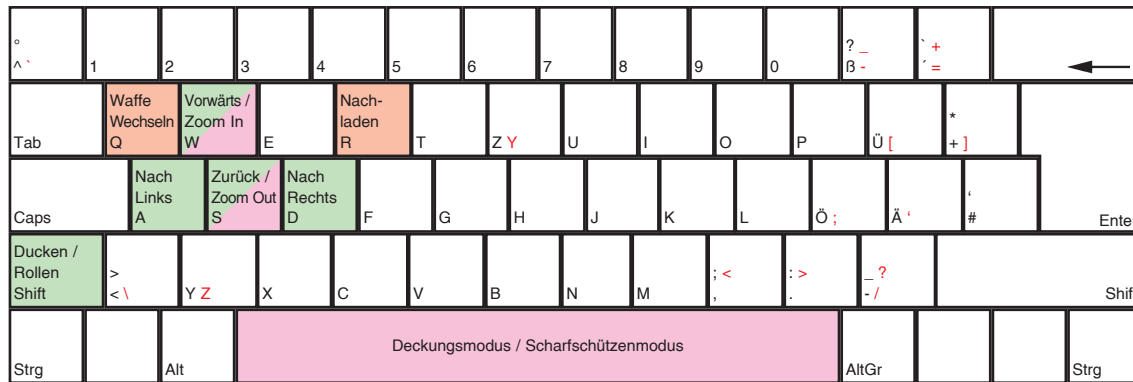 ° ? _ ` +
^ ` 1 2 3 4 5 6 7 8 9 0 ß - ´ =
Waffe Vorwärts / Nach-
Wechseln Zoom In laden *
Tab Q W E R T Z Y U I O P Ü [ + ]
Nach Zurück / Nach
Links Zoom Out Rechts ‘
Caps A S D F G H J K L Ö ; Ä ‘ # Enter
Ducken /
Rollen > ; < : > _ ?
Shift < \ Y Z X C V B N M , . - / Shif
Deckungsmodus / Scharfschützenmodus
Strg Alt AltGr Strg